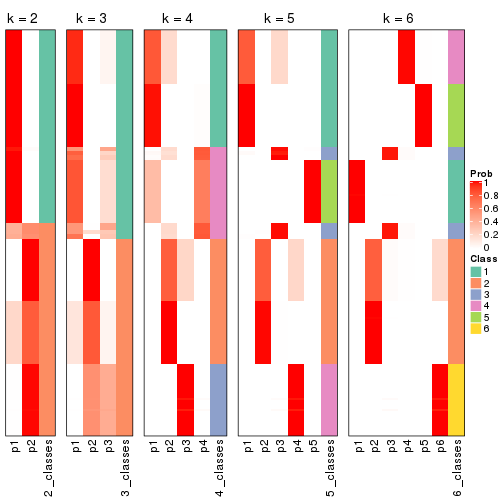 k = 2
k = 3
k = 4
k = 5
k = 6
Prob
1
0.8
0.6
0.4
0.2
0
Class
1
2
3
4
5
6
p1
p2
2_classes
p1
p2
p3
3_classes
p1
p2
p3
p4
4_classes
p1
p2
p3
p4
p5
5_classes
p1
p2
p3
p4
p5
p6
6_classes